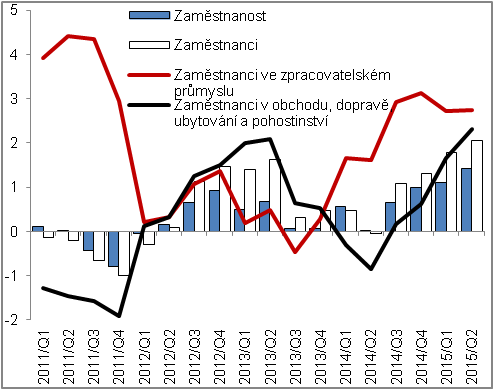 5
4
3
2
1
0
-1
-2
Zaměstnanost
Zaměstnanci
Zaměstnanci ve zpracovatelském
průmyslu
Zaměstnanci v obchodu, dopravě
ubytování a pohostinství
2011/Q1
2011/Q2
2011/Q3
2011/Q4
2012/Q1
2012/Q2
2012/Q3
2012/Q4
2013/Q1
2013/Q2
2013/Q3
2013/Q4
2014/Q1
2014/Q2
2014/Q3
2014/Q4
2015/Q1
2015/Q2